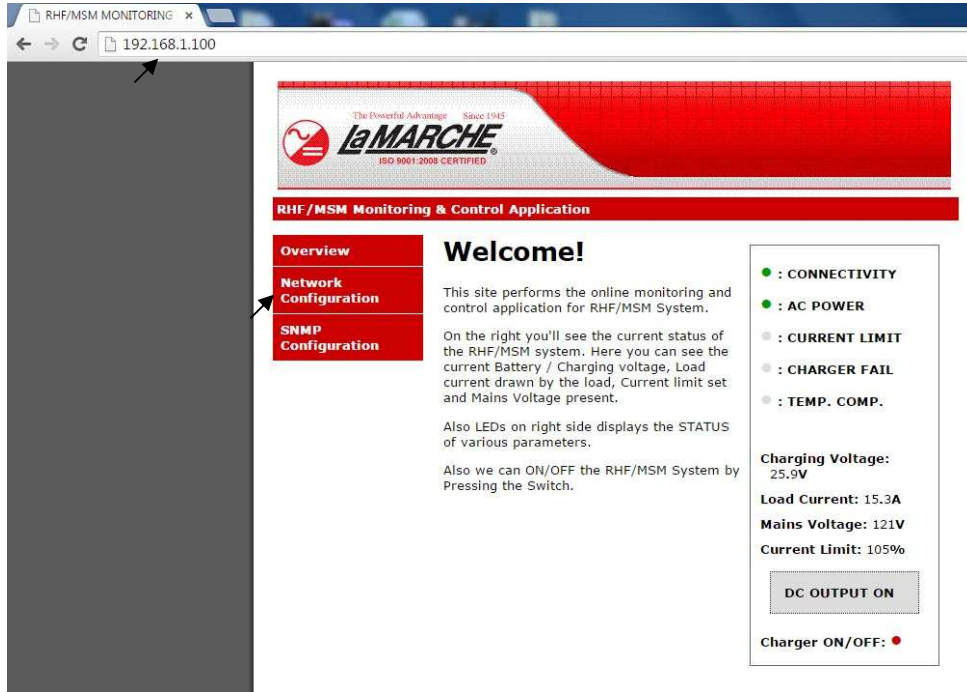 RHF/MSM MONITORING
192.168.1.100
The Powerful Advantage Since 1945
LaMARCHE®
ISO 9001:2008 CERTIFIED
RHF/MSM Monitoring & Control Application
Overview
Network
Configuration
SNMP
Configuration
Welcome!
This site performs the online monitoring and
control application for RHF/MSM System.
On the right you'll see the current status of
the RHF/MSM system. Here you can see the
current Battery / Charging voltage, Load
current drawn by the load, Current limit set
and Mains Voltage present.
Also LEDs on right side displays the STATUS
of various parameters.
Also we can ON/OFF the RHF/MSM System by
Pressing the Switch.
: CONNECTIVITY
: AC POWER
: CURRENT LIMIT
: CHARGER FAIL
: TEMP. COMP.
Charging Voltage:
25.9V
Load Current: 15.3A
Mains Voltage: 121V
Current Limit: 105%
DC OUTPUT ON
Charger ON/OFF: